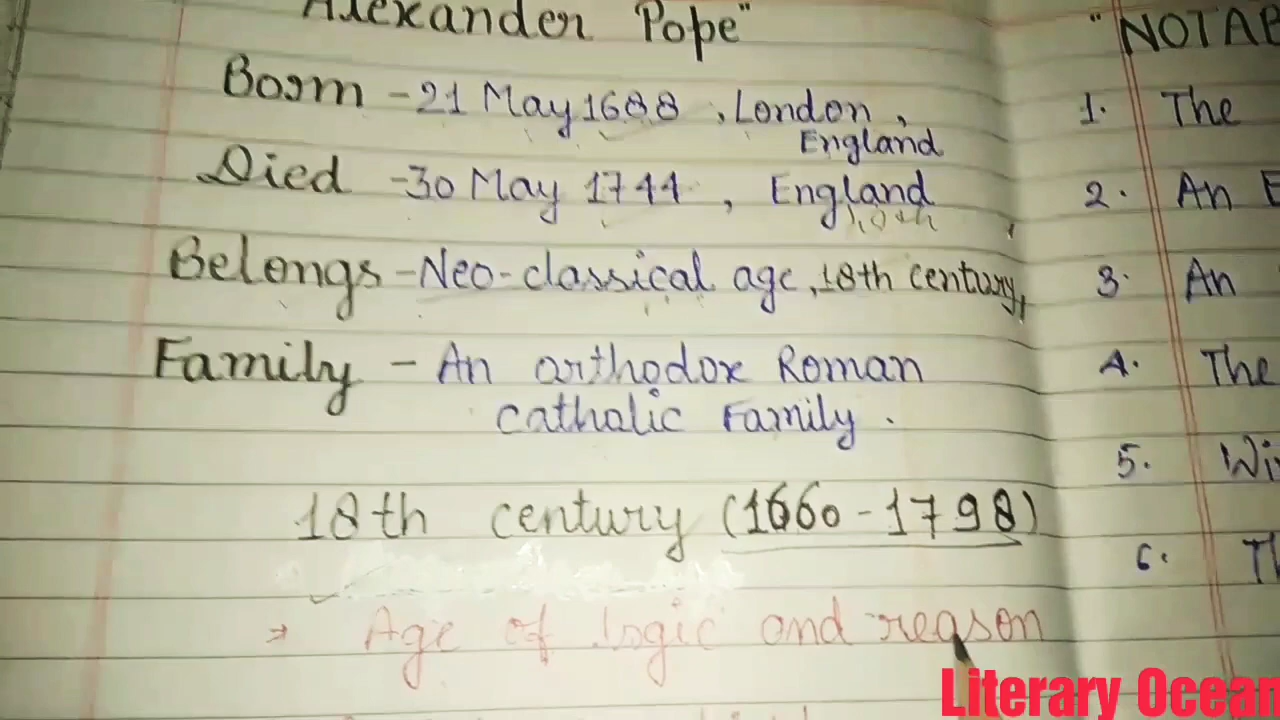 Alexander Pope"
Born - 21 May 1688, London,
England
Died - 30 May 1744, England
Belongs - Neo-classical age, 18th century,
Family - An orthodox Roman
catholic Family.
18th century (1660 - 1798)
→ Age of logic and reason
"NOTAB
1. The
2. An E
3. An
4. The
5. Wi
6. Th
Literary Ocean